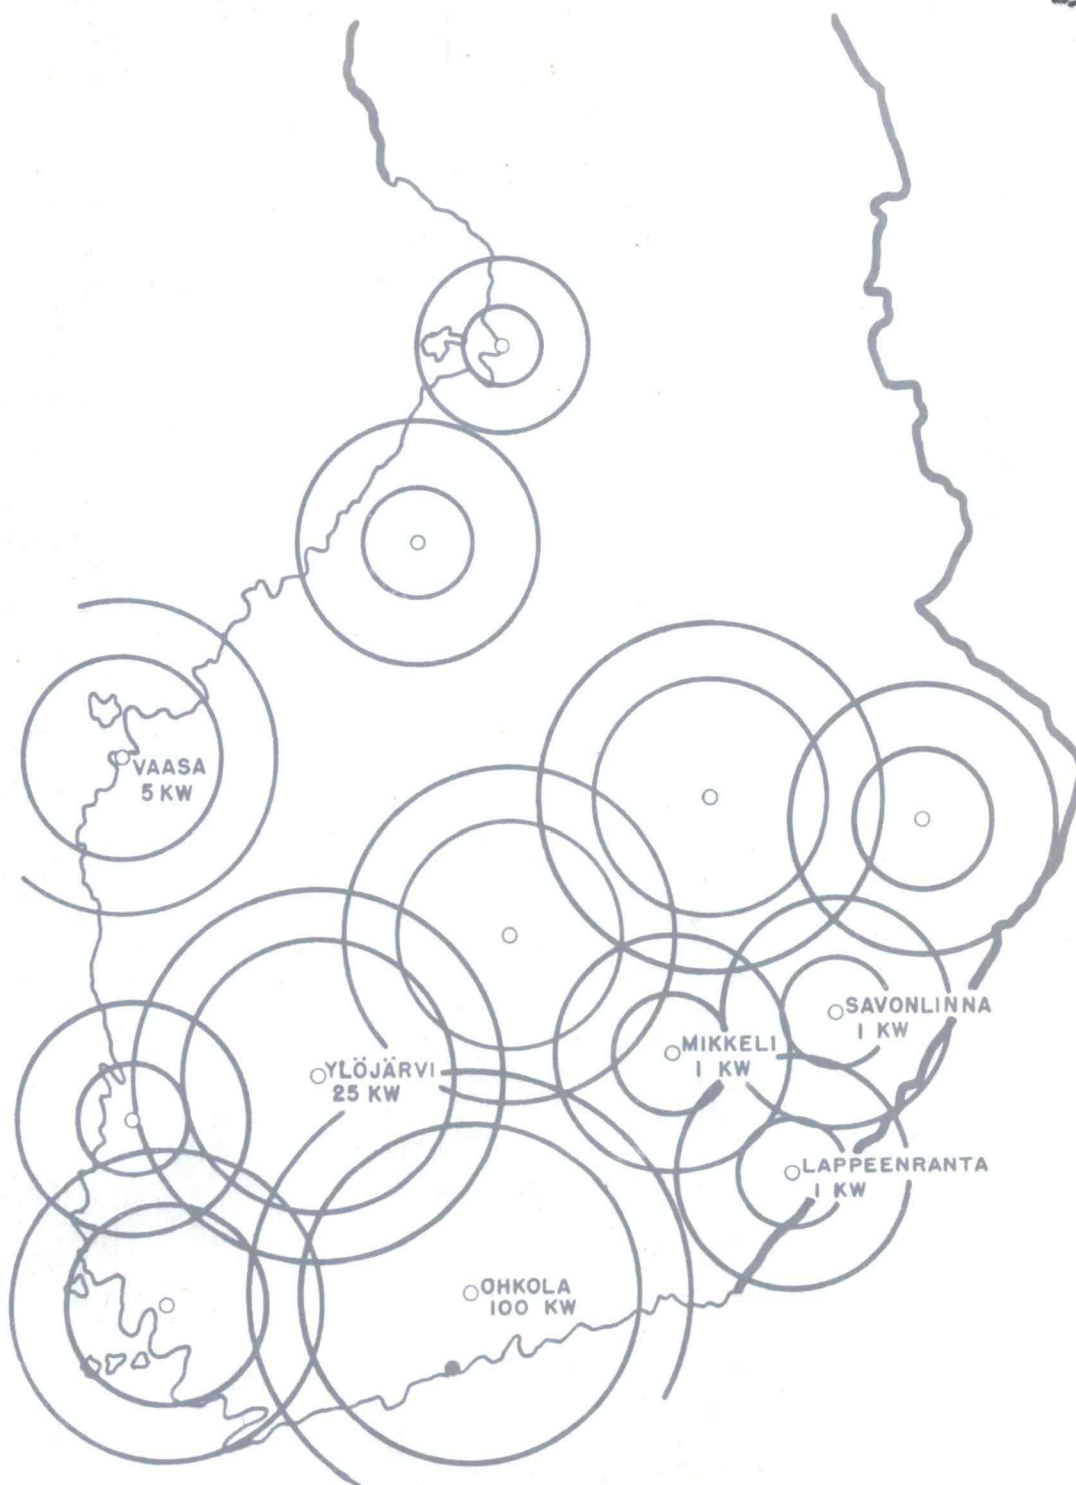 VAASA
5 KW
SAVONLINNA
1 KW
MIKKELI
1 KW
YLÖJÄRVI
25 KW
LAPPEENRANTA
1 KW
OHKOLA
100 KW